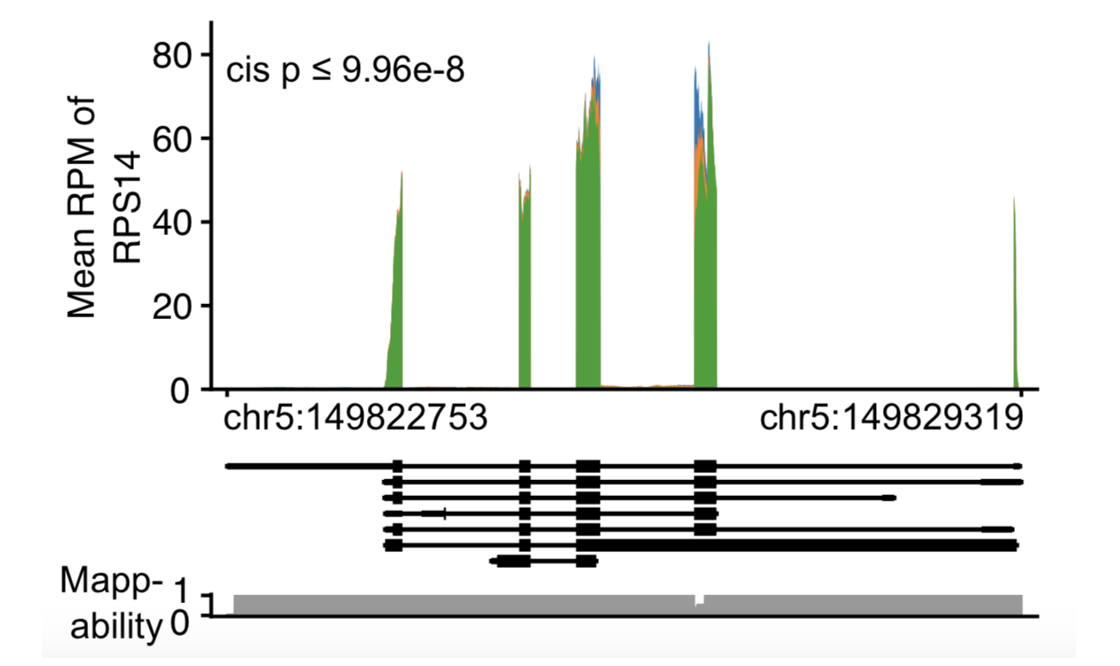 80
cis p ≤ 9.96e-8
60
Mean RPM of
RPS14
40
20
0
chr5:149822753
chr5:149829319
Mapp-
ability
1
0